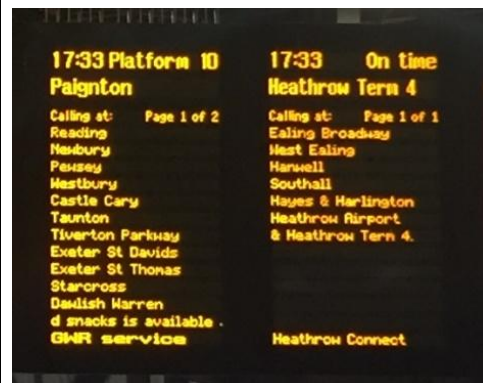 17:33 Platform 10
Paignton
Calling at: Page 1 of 2
Reading
Newbury
Pewsey
Westbury
Castle Cary
Taunton
Tiverton Parkway
Exeter St Davids
Exeter St Thomas
Starcross
Dawlish Warren
d snacks is available .
GWR service
17:33 On time
Heathrow Term 4
Calling at: Page 1 of 1
Ealing Broadway
West Ealing
Hanwell
Southall
Hayes & Harlington
Heathrow Airport
& Heathrow Term 4.
Heathrow Connect